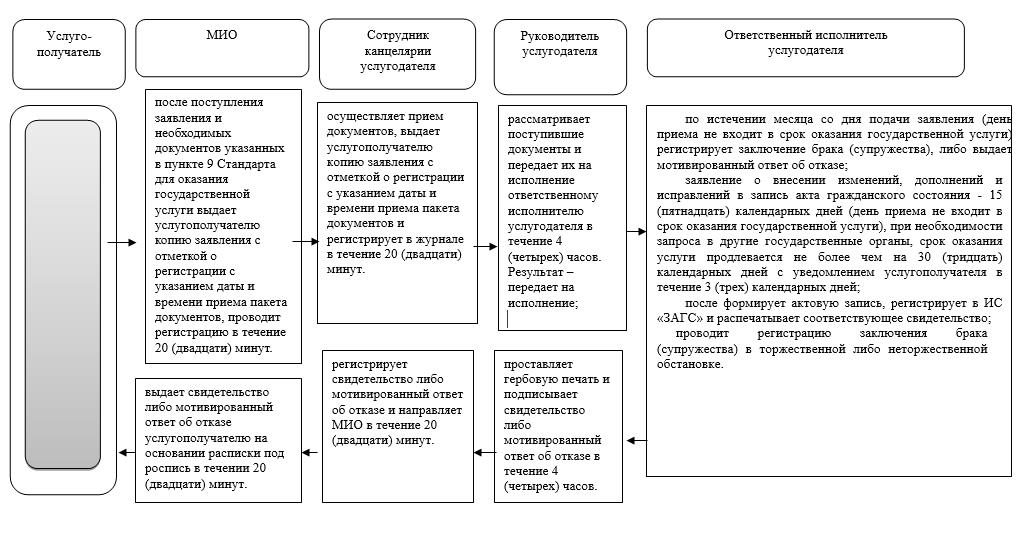 Услуго-
получатель
МИО
Сотрудник
канцелярии
услугодателя
Руководитель
услугодателя
Ответственный исполнитель
услугодателя
после поступления
заявления и
необходимых
документов указанных
в пункте 9 Стандарта
для оказания
государственной
услуги выдает
услугополучателю
копию заявления с
отметкой о
регистрации с
указанием даты и
времени приема пакета
документов, проводит
регистрацию в течение
20 (двадцати) минут.
осуществляет прием
документов, выдает
услугополучателю
копию заявления с
отметкой о регистрации
с указанием даты и
времени приема пакета
документов и
регистрирует в журнале
в течение 20 (двадцати)
минут.
рассматривает
поступившие
документы и
передает их на
исполнение
ответственному
исполнителю
услугодателя в
течение 4
(четырех) часов.
Результат –
передает на
исполнение;
по истечении месяца со дня подачи заявления (день
приема не входит в срок оказания государственной услуги)
регистрирует заключение брака (супружества), либо выдает
мотивированный ответ об отказе;
заявление о внесении изменений, дополнений и
исправлений в запись акта гражданского состояния - 15
(пятнадцать) календарных дней (день приема не входит в
срок оказания государственной услуги), при необходимости
запроса в другие государственные органы, срок оказания
услуги продлевается не более чем на 30 (тридцать)
календарных дней с уведомлением услугополучателя в
течение 3 (трех) календарных дней;
после формирует актовую запись, регистрирует в ИС
«ЗАГС» и распечатывает соответствующее свидетельство;
проводит регистрацию заключения брака
(супружества) в торжественной либо неторжественной
обстановке.
выдает свидетельство
либо мотивированный
ответ об отказе
услугополучателю на
основании расписки под
роспись в течении 20
(двадцати) минут.
регистрирует
свидетельство либо
мотивированный ответ
об отказе и направляет
МИО в течение 20
(двадцати) минут.
проставляет
гербовую печать и
подписывает
свидетельство
либо
мотивированный
ответ об отказе в
течение 4
(четырех) часов.